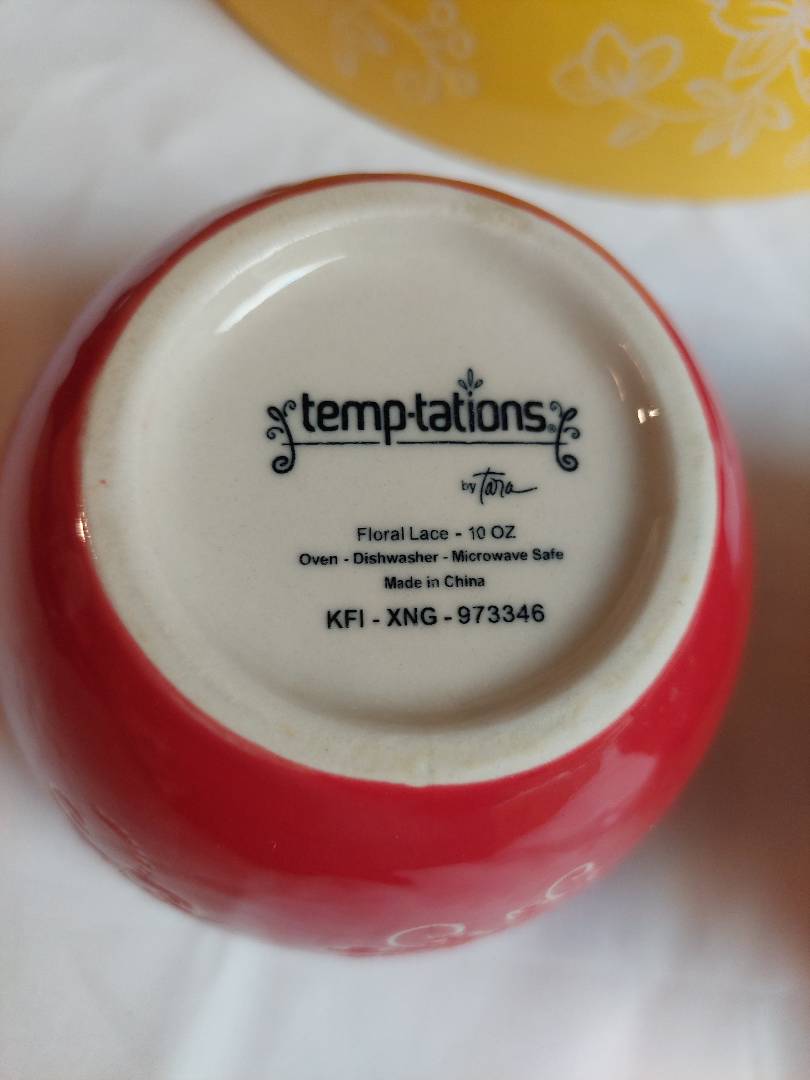 temp-tations®
by Tara
Floral Lace - 10 OZ
Oven - Dishwasher - Microwave Safe
Made in China
KFI - XNG - 973346